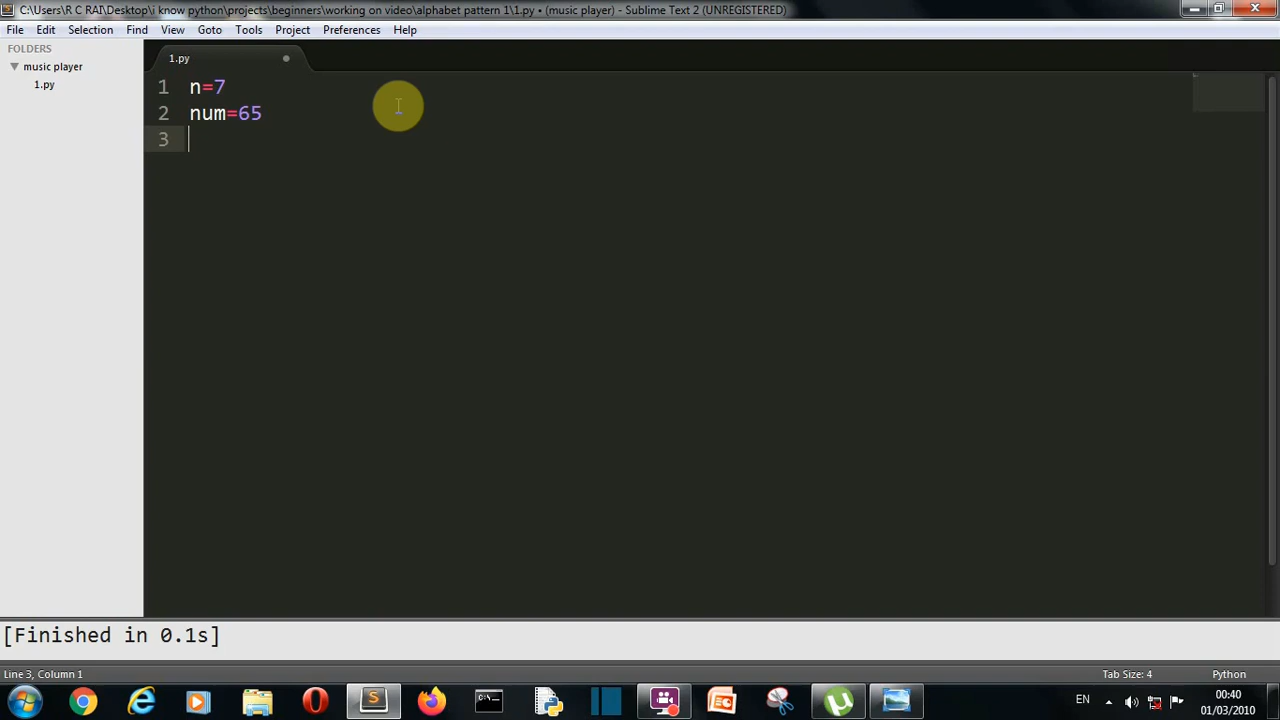 C:\Users\R C RAI\Desktop\i know python\projects\beginners\working on video\alphabet pattern 1\1.py • (music player) - Sublime Text 2 (UNREGISTERED)
File Edit Selection Find View Goto Tools Project Preferences Help
FOLDERS
music player
1.py
1.py
1 n=7
2 num=65
3
[Finished in 0.1s]
Line 3, Column 1
Tab Size: 4
Python
EN
00:40
01/03/2010